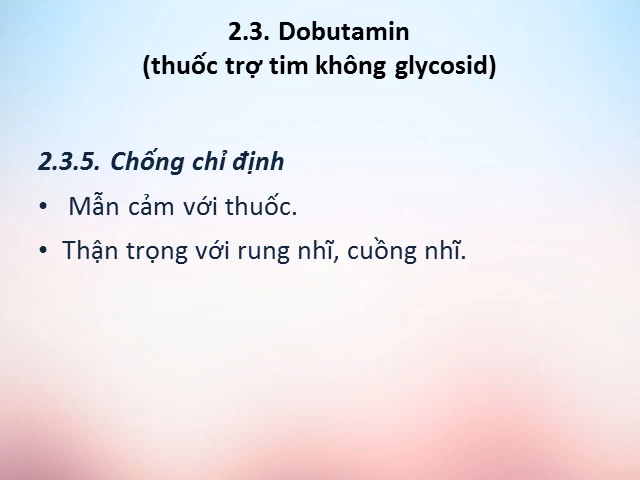 2.3. Dobutamin
(thuốc trợ tim không glycosid)
2.3.5. Chống chỉ định
• Mẫn cảm với thuốc.
• Thận trọng với rung nhĩ, cuồng nhĩ.